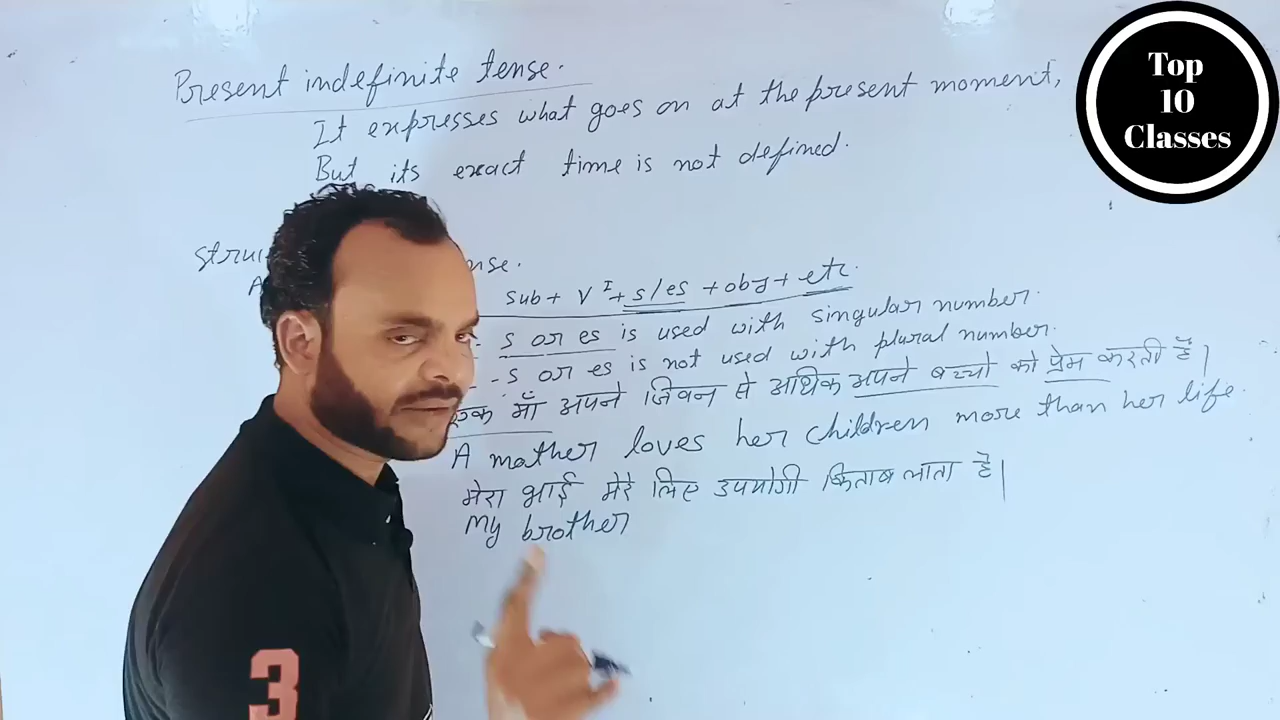 Top
10
Classes
Present indefinite tense.
It expresses what goes on at the present moment,
But its exact time is not defined.
sub + V I + s/es + obj + etc.
- s or es is used with singular number.
- s or es is not used with plural number.
एक माँ अपने जिवन से अधिक अपने बच्चो को प्रेम करती है।
A mother loves her children more than her life.
मेरा भाई मेरे लिए उपयोगी किताब लाता है।
My brother
3